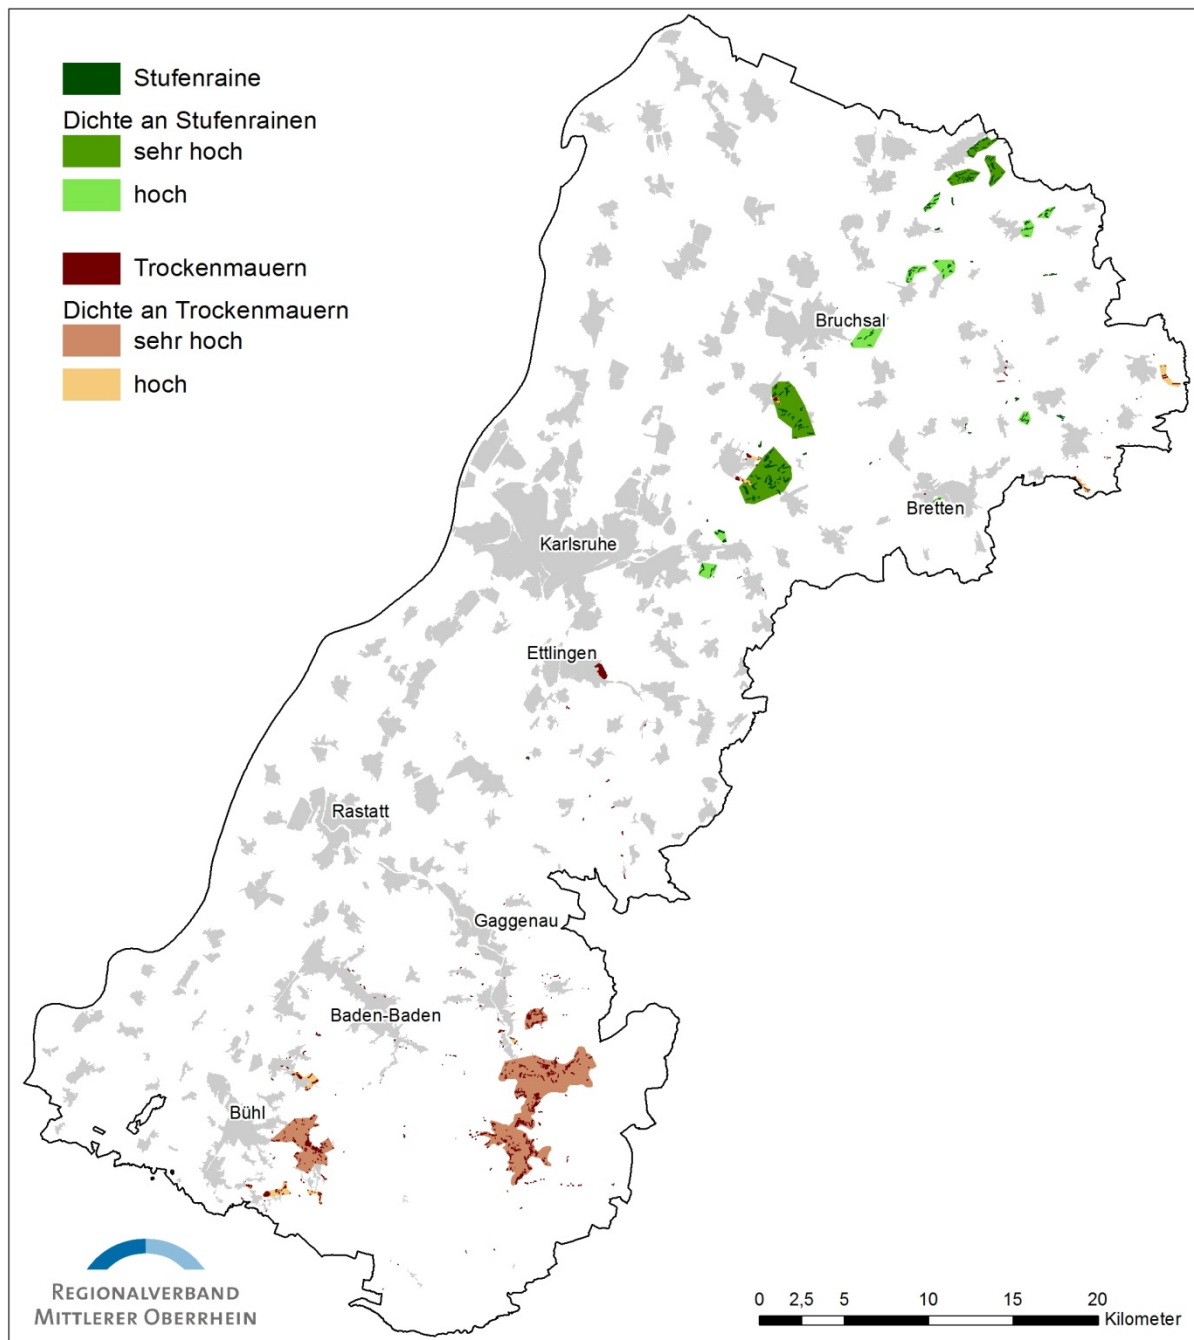 Stufenraine
Dichte an Stufenrainen
sehr hoch
hoch
Trockenmauern
Dichte an Trockenmauern
sehr hoch
hoch
Bruchsal
Bretten
Karlsruhe
Ettlingen
Rastatt
Gaggenau
Baden-Baden
Bühl
REGIONALVERBAND
MITTLERER OBERRHEIN
0 2,5 5 10 15 20
Kilometer